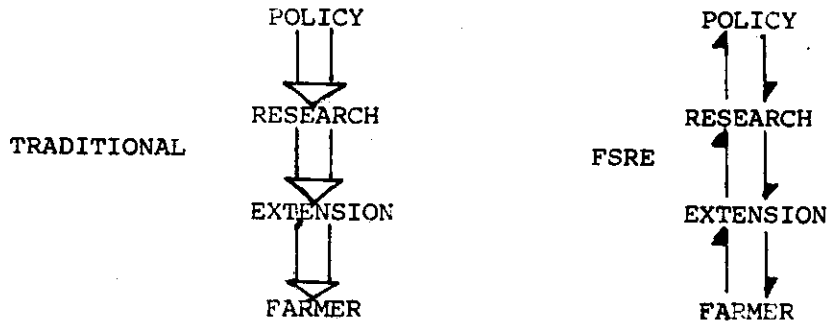 POLICY
RESEARCH
TRADITIONAL
EXTENSION
FARMER
POLICY
RESEARCH
FSRE
EXTENSION
FARMER